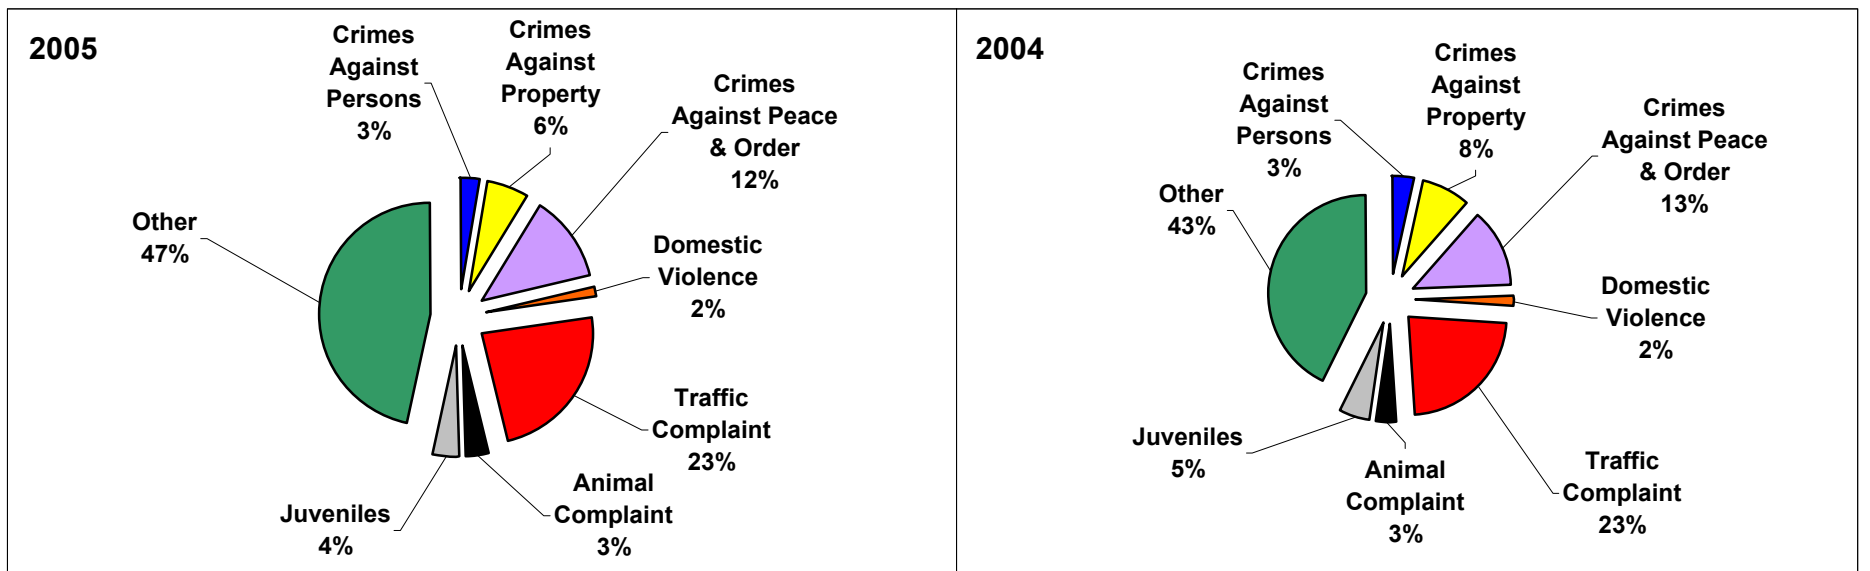 2005
Crimes
Against
Persons
3%
Crimes
Against
Property
6%
Crimes
Against Peace
& Order
12%
Domestic
Violence
2%
Traffic
Complaint
23%
Animal
Complaint
3%
Juveniles
4%
Other
47%
2004
Crimes
Against
Persons
3%
Crimes
Against
Property
8%
Crimes
Against Peace
& Order
13%
Domestic
Violence
2%
Traffic
Complaint
23%
Animal
Complaint
3%
Juveniles
5%
Other
43%